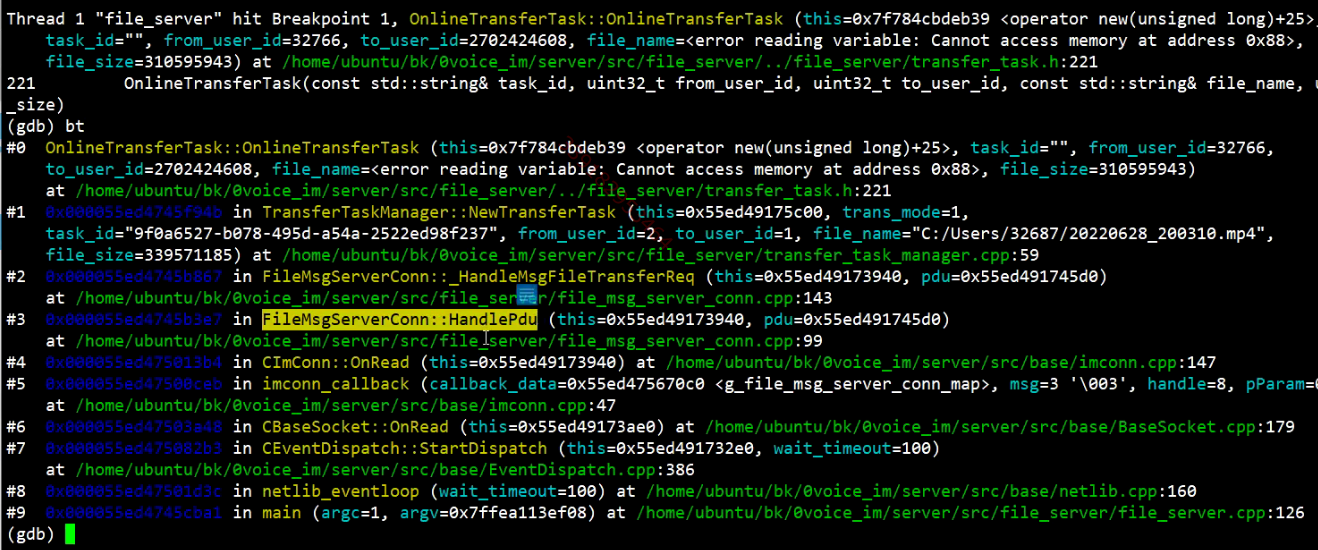 Thread 1 "file_server" hit Breakpoint 1, OnlineTransferTask::OnlineTransferTask (this=0x7f784cbdeb39 <operator new(unsigned long)+25>,
task_id="", from_user_id=32766, to_user_id=2702424608, file_name=<error reading variable: Cannot access memory at address 0x88>,
file_size=310595943) at /home/ubuntu/bk/0voice_im/server/src/file_server/../file_server/transfer_task.h:221
221 OnlineTransferTask(const std::string& task_id, uint32_t from_user_id, uint32_t to_user_id, const std::string& file_name, u
_size)
(gdb) bt
#0 OnlineTransferTask::OnlineTransferTask (this=0x7f784cbdeb39 <operator new(unsigned long)+25>, task_id="", from_user_id=32766,
to_user_id=2702424608, file_name=<error reading variable: Cannot access memory at address 0x88>, file_size=310595943)
at /home/ubuntu/bk/0voice_im/server/src/file_server/../file_server/transfer_task.h:221
#1 0x000055ed4745f94b in TransferTaskManager::NewTransferTask (this=0x55ed49175c00, trans_mode=1,
task_id="9f0a6527-b078-495d-a54a-2522ed98f237", from_user_id=2, to_user_id=1, file_name="C:/Users/32687/20220628_200310.mp4",
file_size=339571185) at /home/ubuntu/bk/0voice_im/server/src/file_server/transfer_task_manager.cpp:59
#2 0x000055ed4745b867 in FileMsgServerConn::_HandleMsgFileTransferReq (this=0x55ed49173940, pdu=0x55ed491745d0)
at /home/ubuntu/bk/0voice_im/server/src/file_server/file_msg_server_conn.cpp:143
#3 0x000055ed4745b3e7 in FileMsgServerConn::HandlePdu (this=0x55ed49173940, pdu=0x55ed491745d0)
at /home/ubuntu/bk/0voice_im/server/src/file_server/file_msg_server_conn.cpp:99
#4 0x000055ed475013b4 in CImConn::OnRead (this=0x55ed49173940) at /home/ubuntu/bk/0voice_im/server/src/base/imconn.cpp:147
#5 0x000055ed47500ceb in imconn_callback (callback_data=0x55ed475670c0 <g_file_msg_server_conn_map>, msg=3 '\003', handle=8, pParam=0
at /home/ubuntu/bk/0voice_im/server/src/base/imconn.cpp:47
#6 0x000055ed47503a48 in CBaseSocket::OnRead (this=0x55ed49173ae0) at /home/ubuntu/bk/0voice_im/server/src/base/BaseSocket.cpp:179
#7 0x000055ed475082b3 in CEventDispatch::StartDispatch (this=0x55ed491732e0, wait_timeout=100)
at /home/ubuntu/bk/0voice_im/server/src/base/EventDispatch.cpp:386
#8 0x000055ed47501d3c in netlib_eventloop (wait_timeout=100) at /home/ubuntu/bk/0voice_im/server/src/base/netlib.cpp:160
#9 0x000055ed4745cba1 in main (argc=1, argv=0x7ffea113ef08) at /home/ubuntu/bk/0voice_im/server/src/file_server/file_server.cpp:126
(gdb)